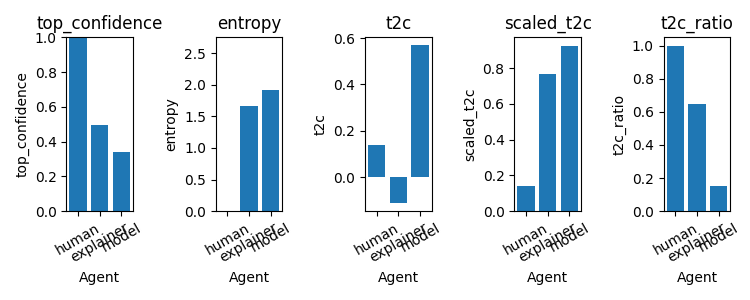 top_confidence
entropy
t2c
scaled_t2c
t2c_ratio
top_confidence
1.0
0.8
0.6
0.4
0.2
0.0
human
explainer
model
Agent
entropy
2.5
2.0
1.5
1.0
0.5
0.0
human
explainer
model
Agent
t2c
0.6
0.4
0.2
0.0
human
explainer
model
Agent
scaled_t2c
0.8
0.6
0.4
0.2
0.0
human
explainer
model
Agent
t2c_ratio
1.0
0.8
0.6
0.4
0.2
0.0
human
explainer
model
Agent